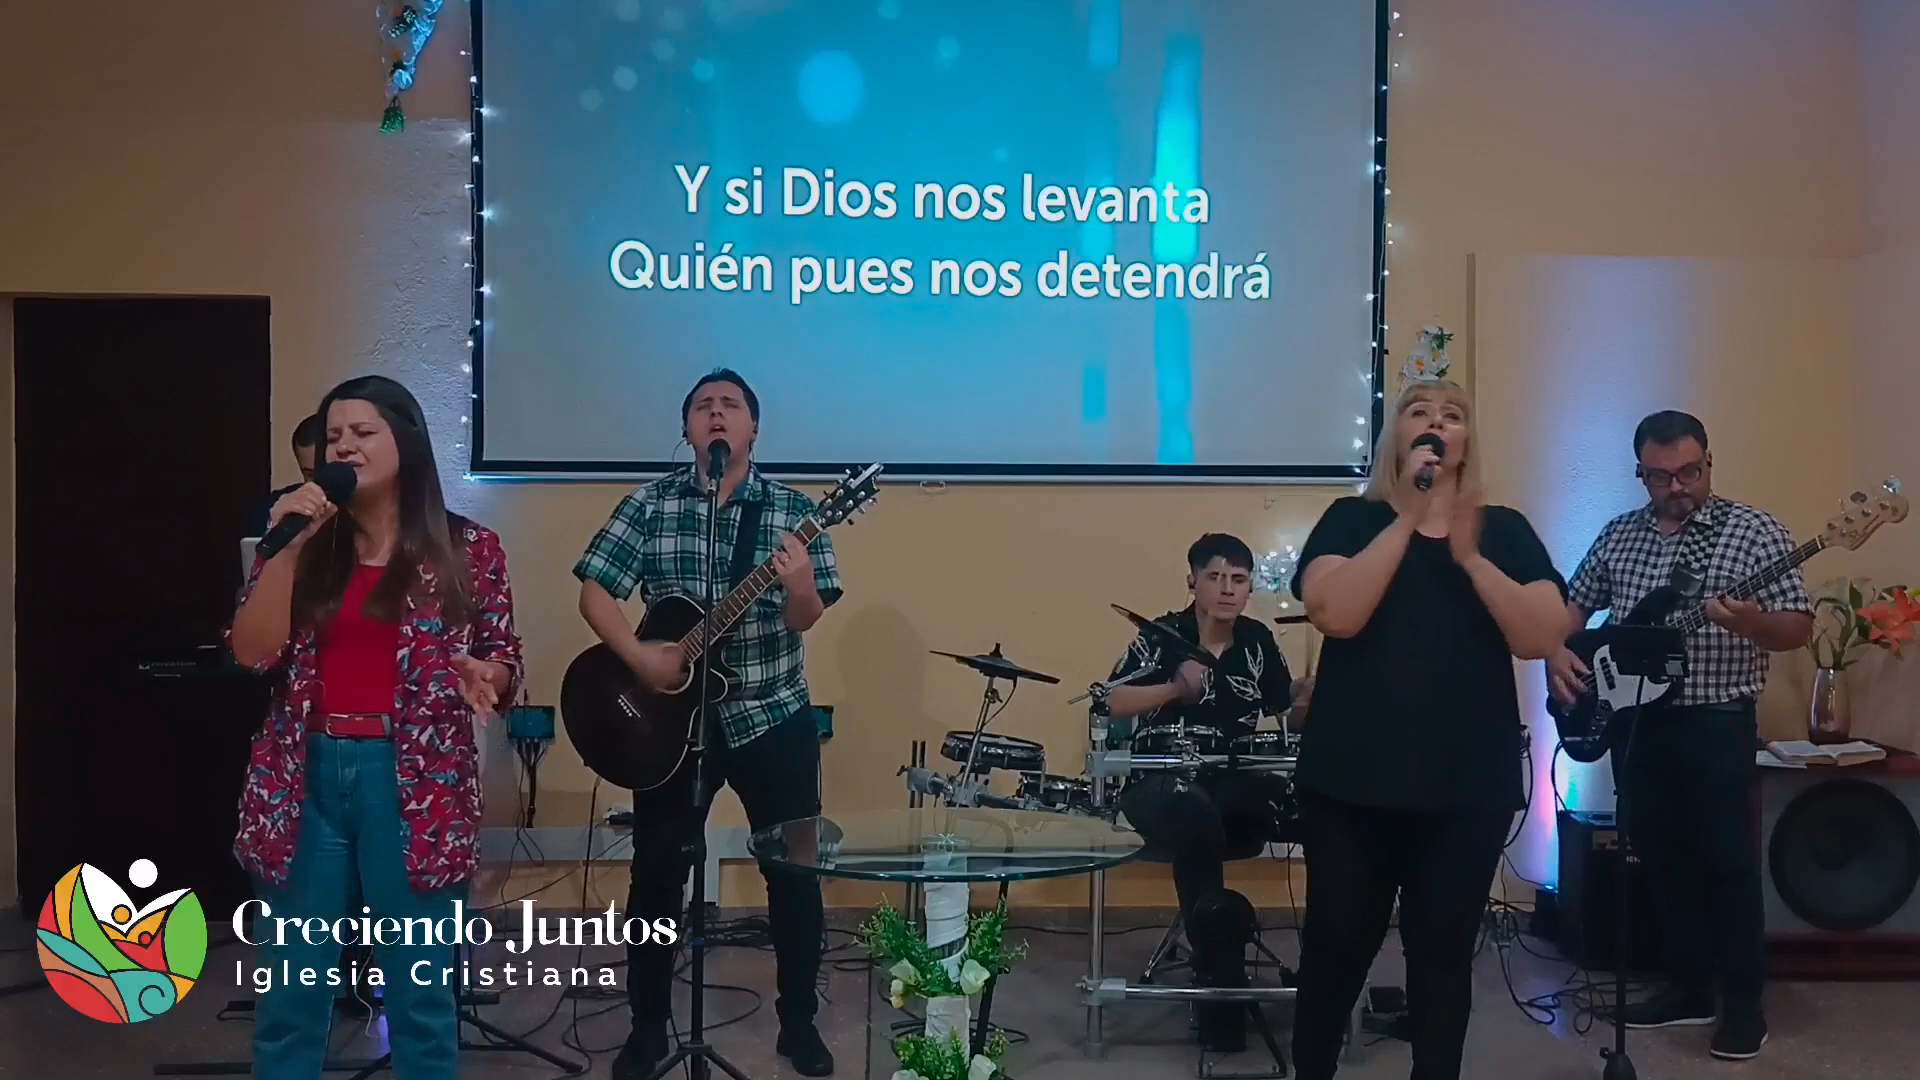 Y si Dios nos levanta
Quién pues nos detendrá
Creciendo Juntos
Iglesia Cristiana